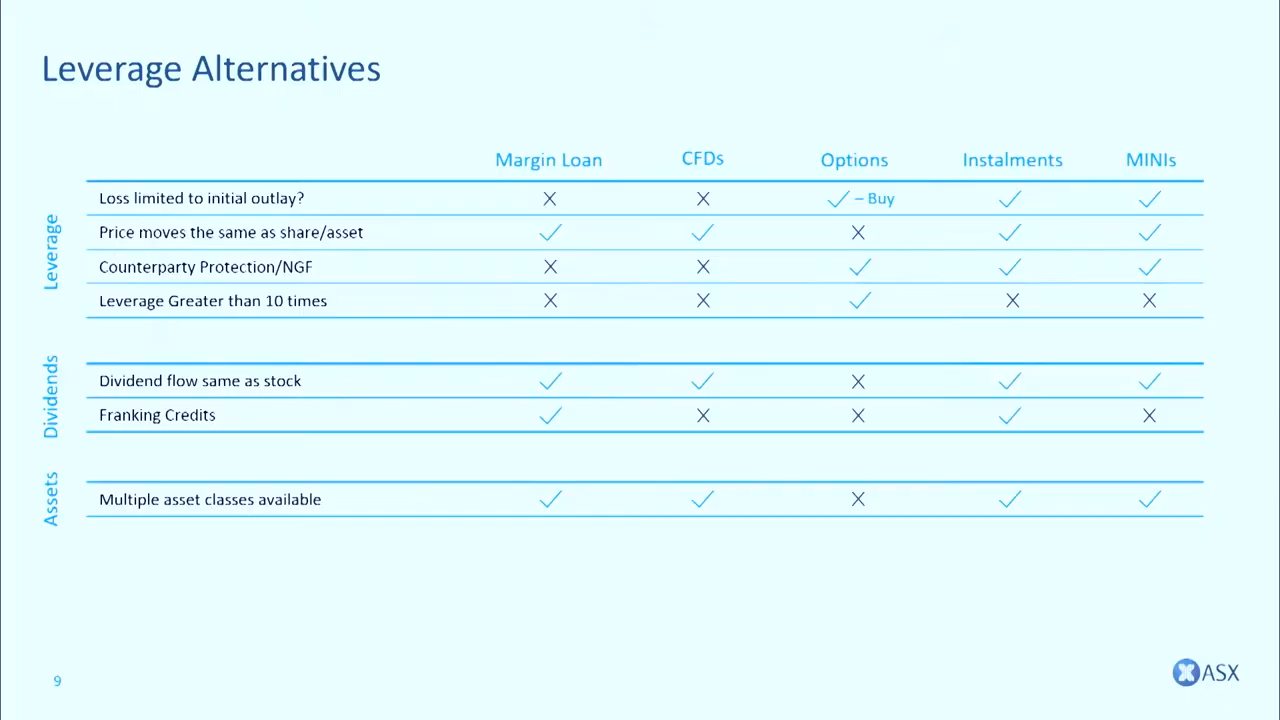 Leverage Alternatives
Margin Loan CFDs Options Instalments MINIs
Leverage
Loss limited to initial outlay? X X ✓ – Buy ✓ ✓
Price moves the same as share/asset ✓ ✓ X ✓ ✓
Counterparty Protection/NGF X X ✓ ✓ ✓
Leverage Greater than 10 times X X ✓ X X
Dividends
Dividend flow same as stock ✓ ✓ X ✓ ✓
Franking Credits ✓ X X ✓ X
Assets
Multiple asset classes available ✓ ✓ X ✓ ✓
9
ASX